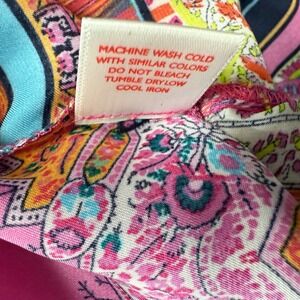 MACHINE WASH COLD
WITH SIMILAR COLORS
DO NOT BLEACH
TUMBLE DRY LOW
COOL IRON